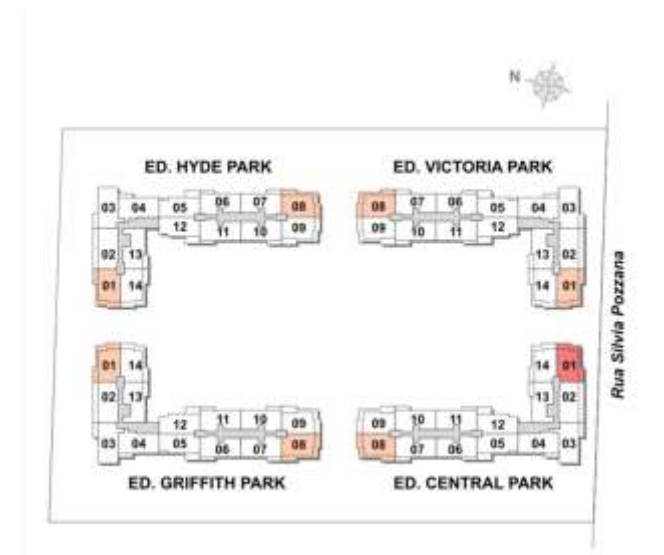 N
ED. HYDE PARK
ED. VICTORIA PARK
03 04 05 06 07 08
08 07 06 05 04 03
12 11 10 09
09 10 11 12
02 13
13 02
01 14
14 01
Rua Silvia Pozzana
01 14
14 01
02 13
13 02
12 11 10 09
09 10 11 12
03 04 05 06 07 08
08 07 06 05 04 03
ED. GRIFFITH PARK
ED. CENTRAL PARK